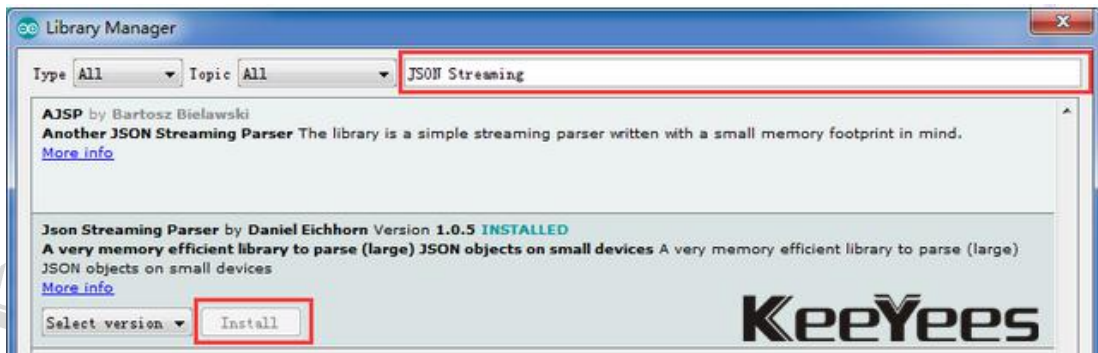 Library Manager
Type All Topic All JSON Streaming
AJSP by Bartosz Bielawski
Another JSON Streaming Parser The library is a simple streaming parser written with a small memory footprint in mind.
More info
Json Streaming Parser by Daniel Eichhorn Version 1.0.5 INSTALLED
A very memory efficient library to parse (large) JSON objects on small devices A very memory efficient library to parse (large)
JSON objects on small devices
More info
Select version Install
KeeYees